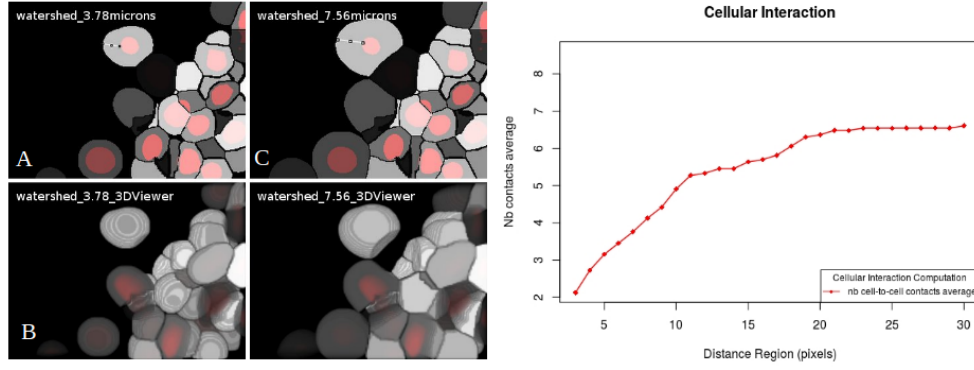 watershed_3.78microns
A
watershed_7.56microns
C
watershed_3.78_3DViewer
B
watershed_7.56_3DViewer
Cellular Interaction
Nb contacts average
8
7
6
5
4
3
2
5
10
15
20
25
30
Distance Region (pixels)
Cellular Interaction Computation
nb cell-to-cell contacts average